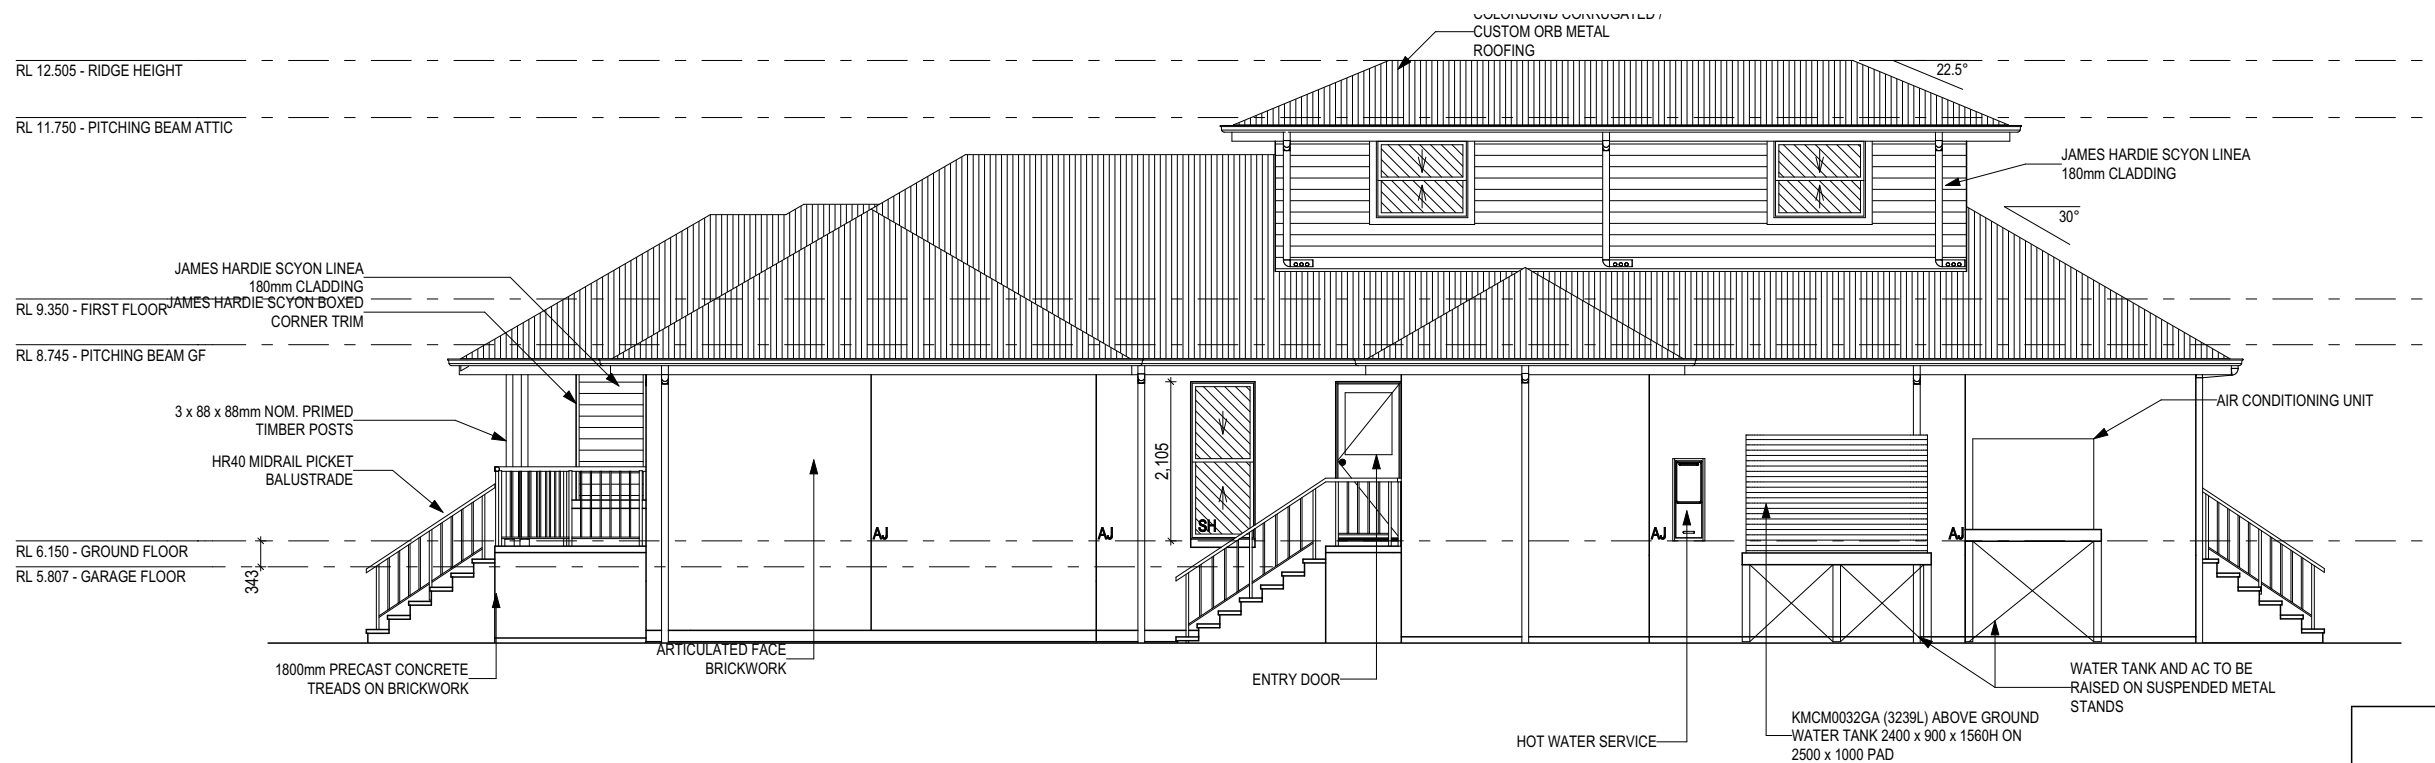 COLORBOND CORRUGATED /
CUSTOM ORB METAL
ROOFING
RL 12.505 - RIDGE HEIGHT
22.5°
RL 11.750 - PITCHING BEAM ATTIC
JAMES HARDIE SCYON LINEA
180mm CLADDING
30°
JAMES HARDIE SCYON LINEA
180mm CLADDING
RL 9.350 - FIRST FLOOR
JAMES HARDIE SCYON BOXED
CORNER TRIM
RL 8.745 - PITCHING BEAM GF
3 x 88 x 88mm NOM. PRIMED
TIMBER POSTS
HR40 MIDRAIL PICKET
BALUSTRADE
2,105
AIR CONDITIONING UNIT
SH
AJ
AJ
AJ
AJ
RL 6.150 - GROUND FLOOR
RL 5.807 - GARAGE FLOOR
343
1800mm PRECAST CONCRETE
TREADS ON BRICKWORK
ARTICULATED FACE
BRICKWORK
ENTRY DOOR
HOT WATER SERVICE
KMCM0032GA (3239L) ABOVE GROUND
WATER TANK 2400 x 900 x 1560H ON
2500 x 1000 PAD
WATER TANK AND AC TO BE
RAISED ON SUSPENDED METAL
STANDS